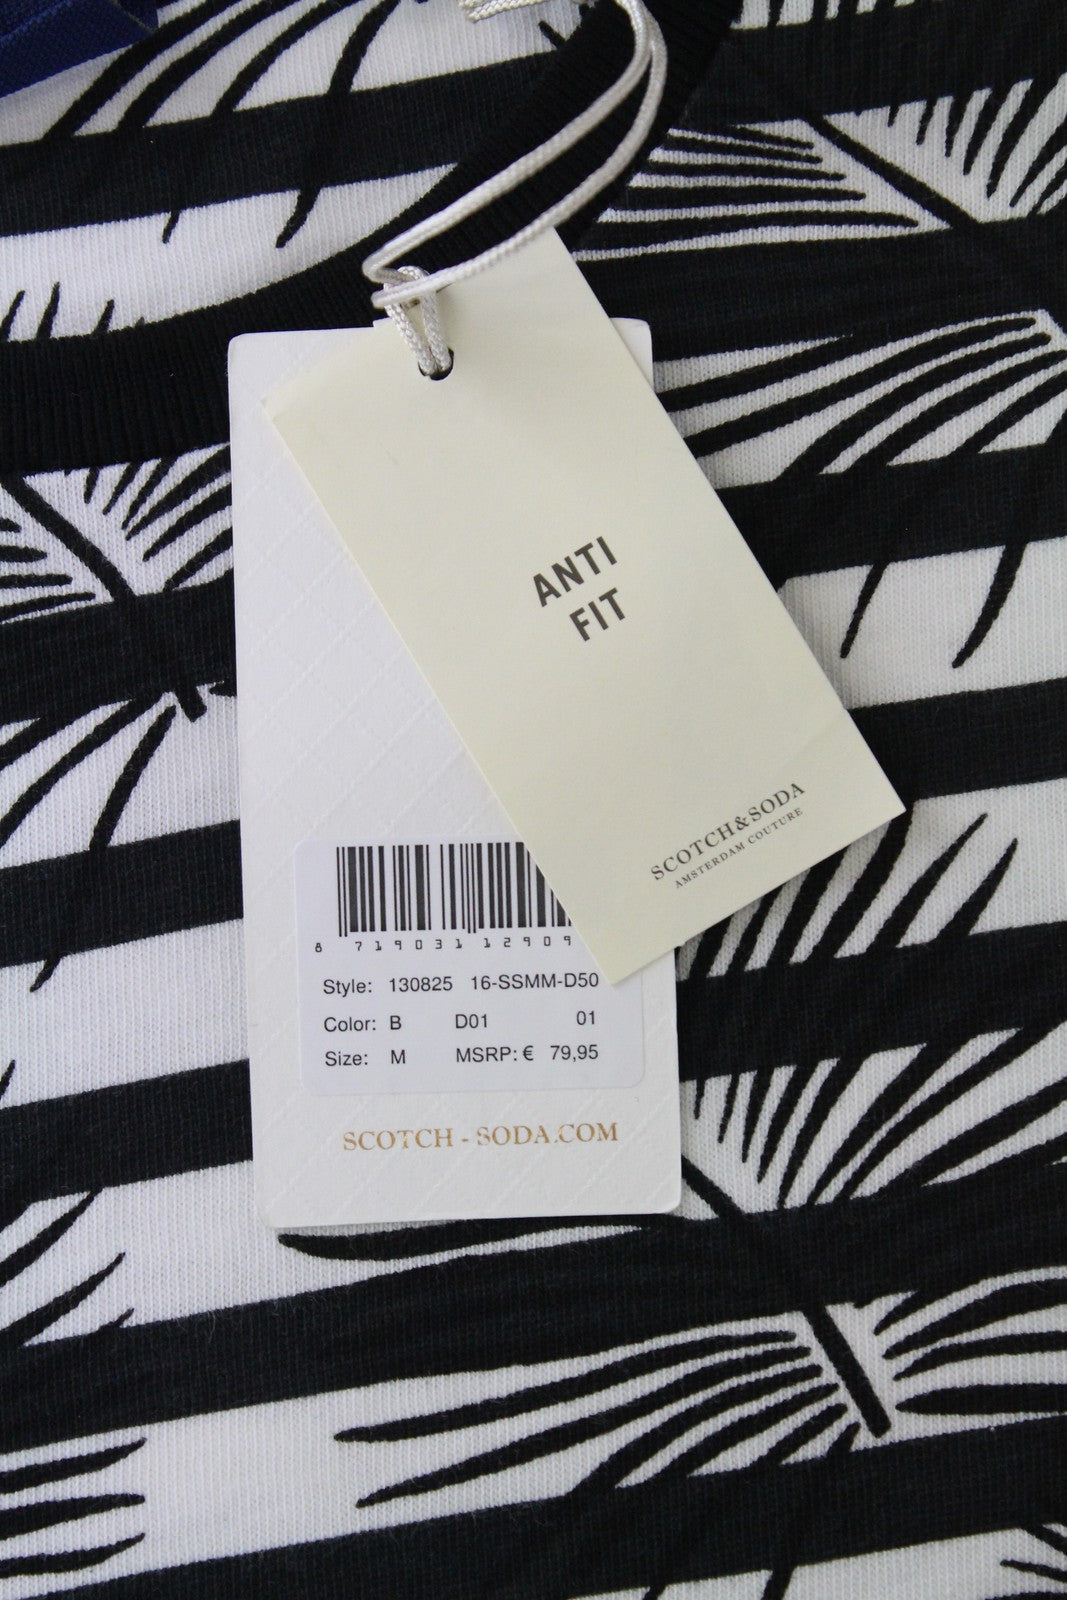 ANTI
FIT
SCOTCH&SODA
AMSTERDAM COUTURE
8 719031 12909
Style: 130825 16-SSMM-D50
Color: B D01 01
Size: M MSRP: € 79,95
SCOTCH - SODA.COM